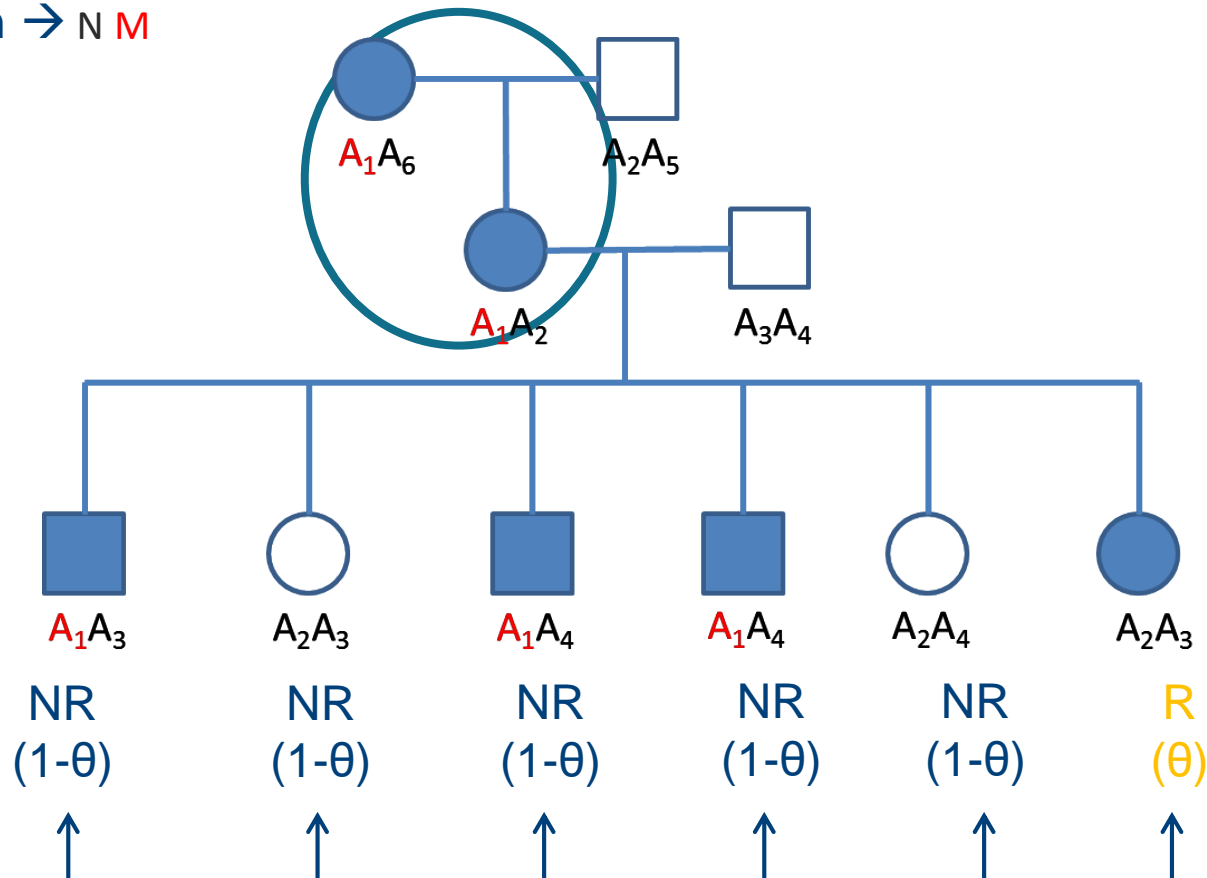 → N M
A₁A₆ A₂A₅
A₁A₂ A₃A₄
A₁A₃ A₂A₃ A₁A₄ A₁A₄ A₂A₄ A₂A₃
NR NR NR NR NR R
(1-θ) (1-θ) (1-θ) (1-θ) (1-θ) (θ)